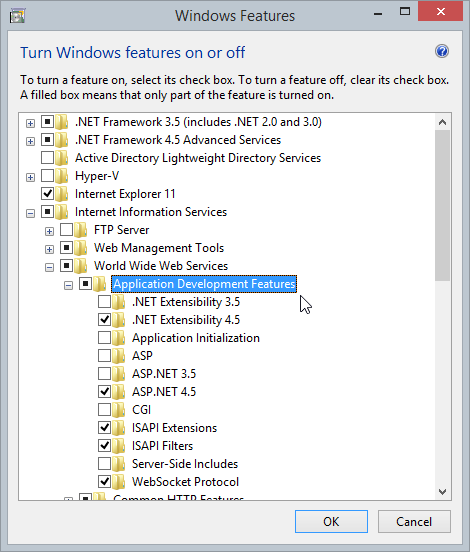 Windows Features
Turn Windows features on or off
To turn a feature on, select its check box. To turn a feature off, clear its check box.
A filled box means that only part of the feature is turned on.
.NET Framework 3.5 (includes .NET 2.0 and 3.0)
.NET Framework 4.5 Advanced Services
Active Directory Lightweight Directory Services
Hyper-V
Internet Explorer 11
Internet Information Services
FTP Server
Web Management Tools
World Wide Web Services
Application Development Features
.NET Extensibility 3.5
.NET Extensibility 4.5
Application Initialization
ASP
ASP.NET 3.5
ASP.NET 4.5
CGI
ISAPI Extensions
ISAPI Filters
Server-Side Includes
WebSocket Protocol
Common HTTP Features
OK
Cancel